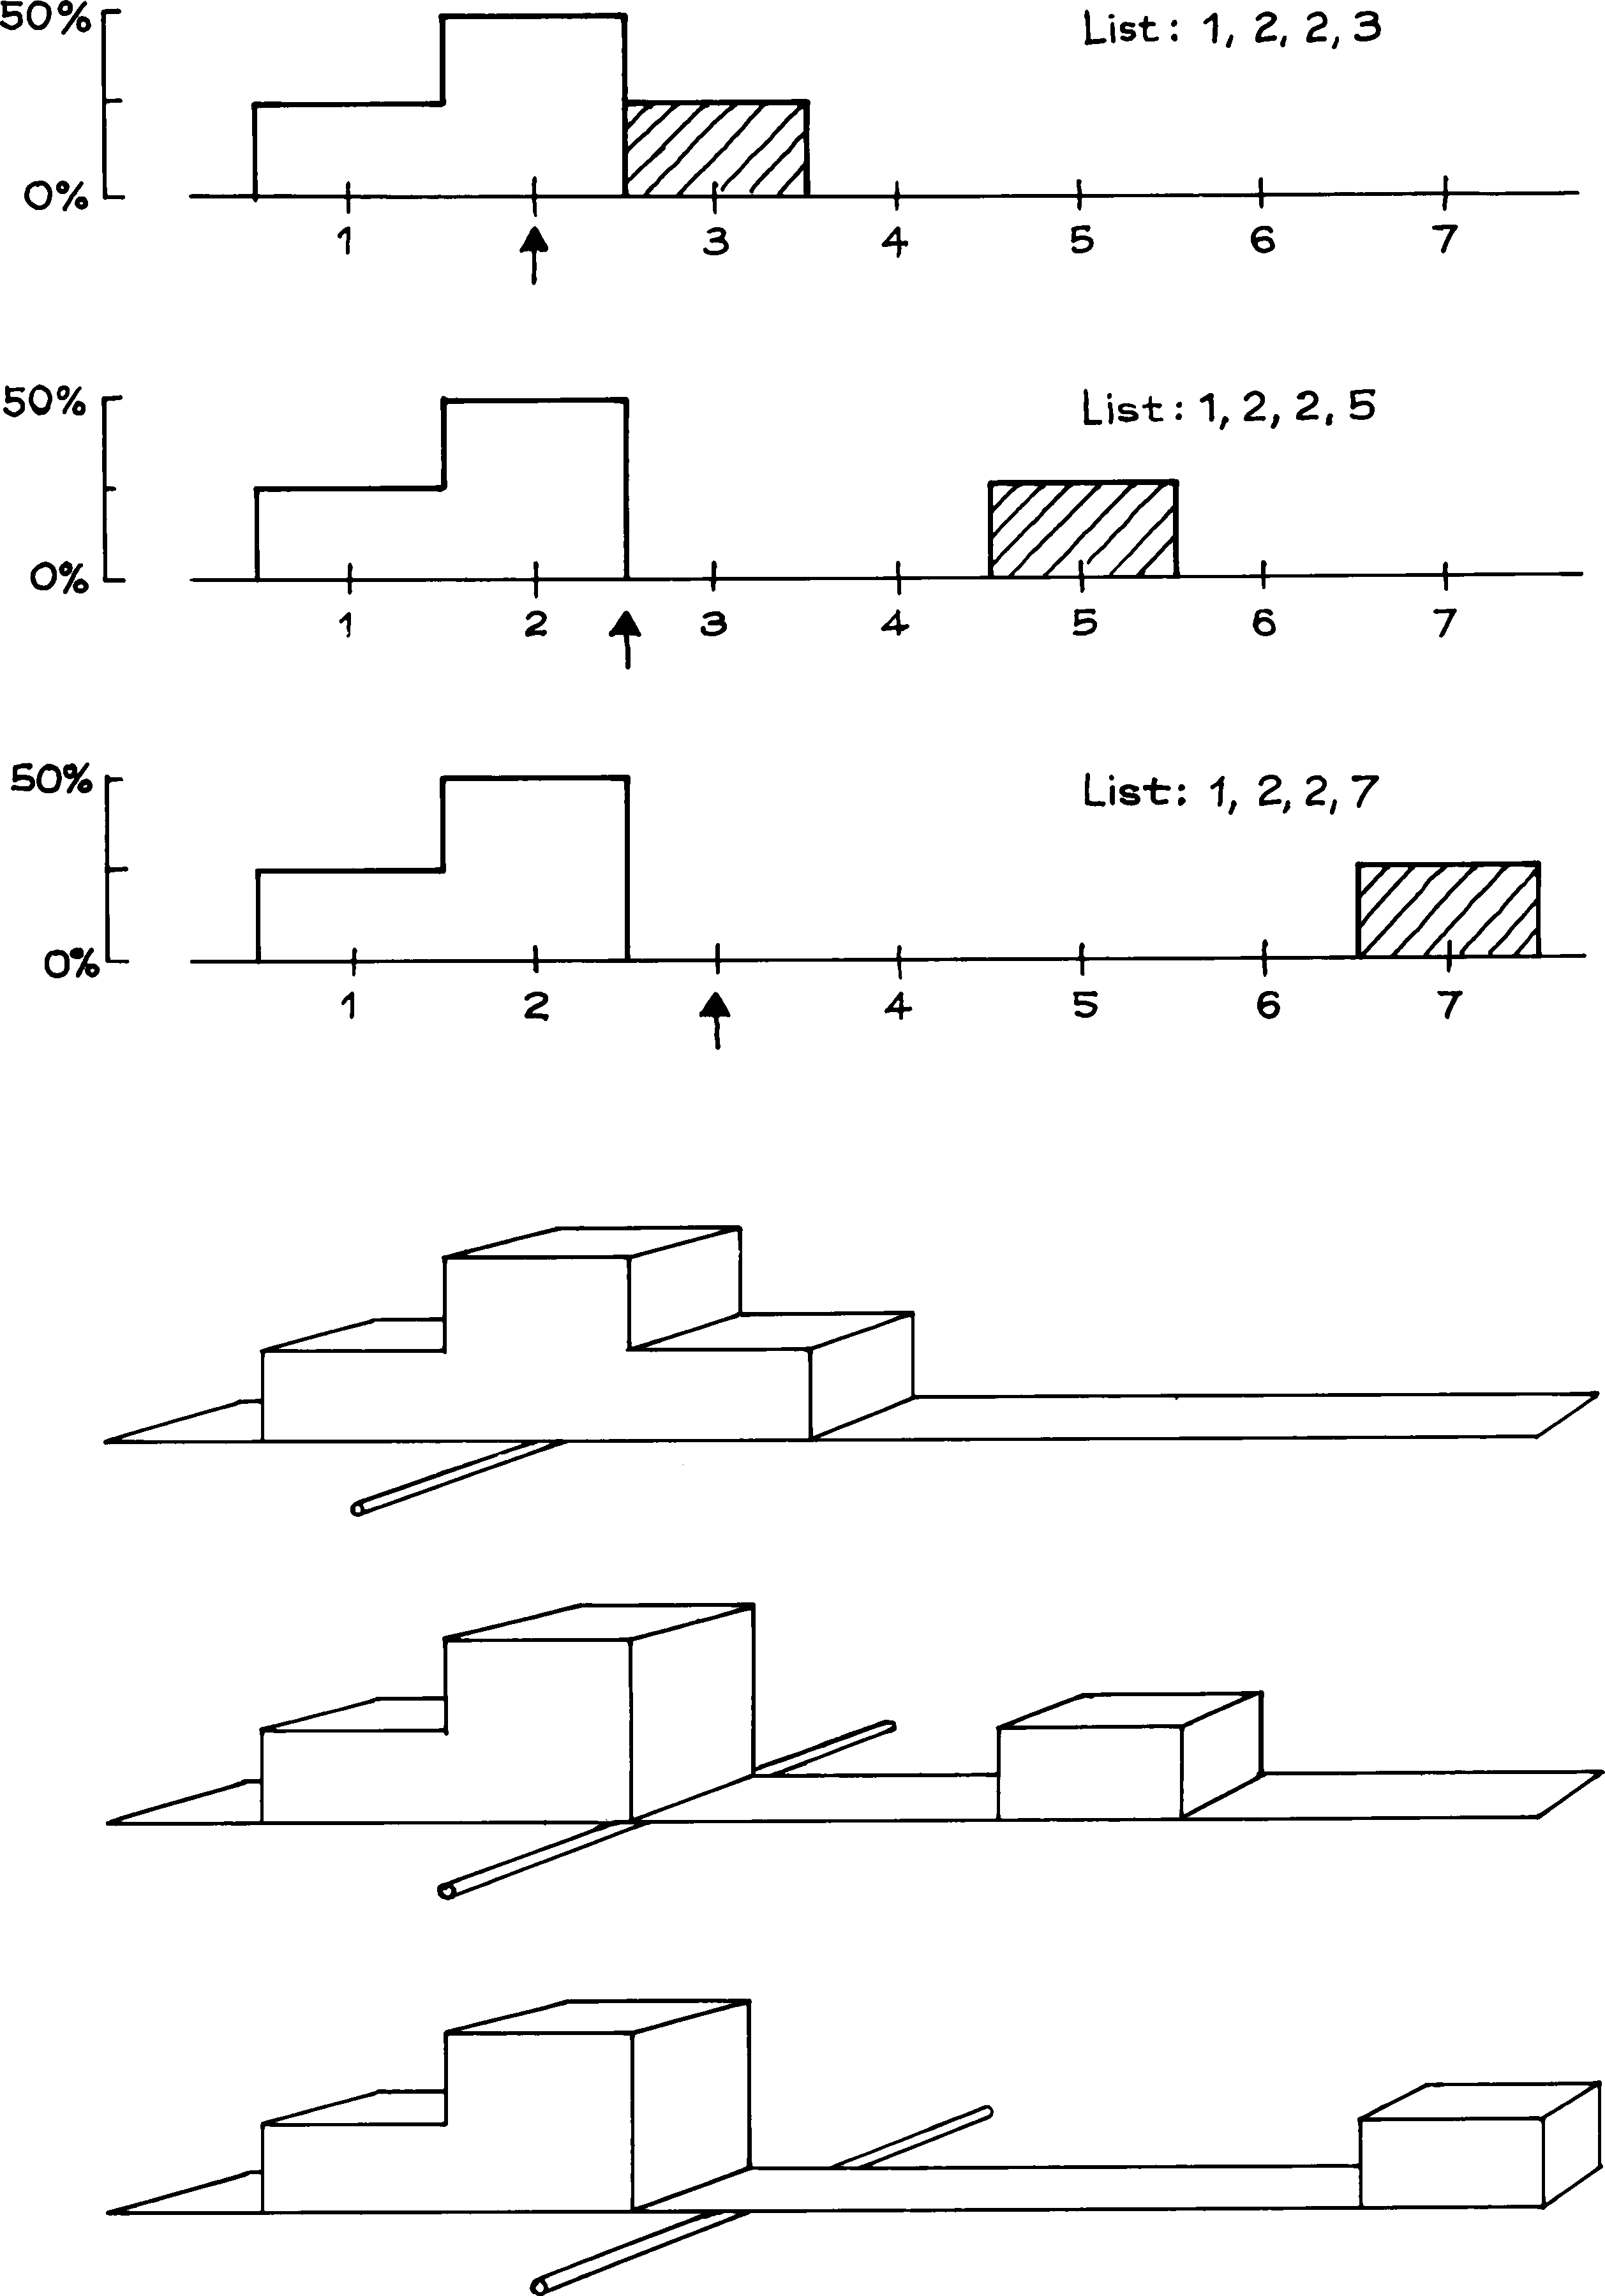 50%
List: 1, 2, 2, 3
0%
1 3 4 5 6 7
50%
List: 1, 2, 2, 5
0%
1 2 3 4 5 6 7
50%
List: 1, 2, 2, 7
0%
1 2 4 5 6 7